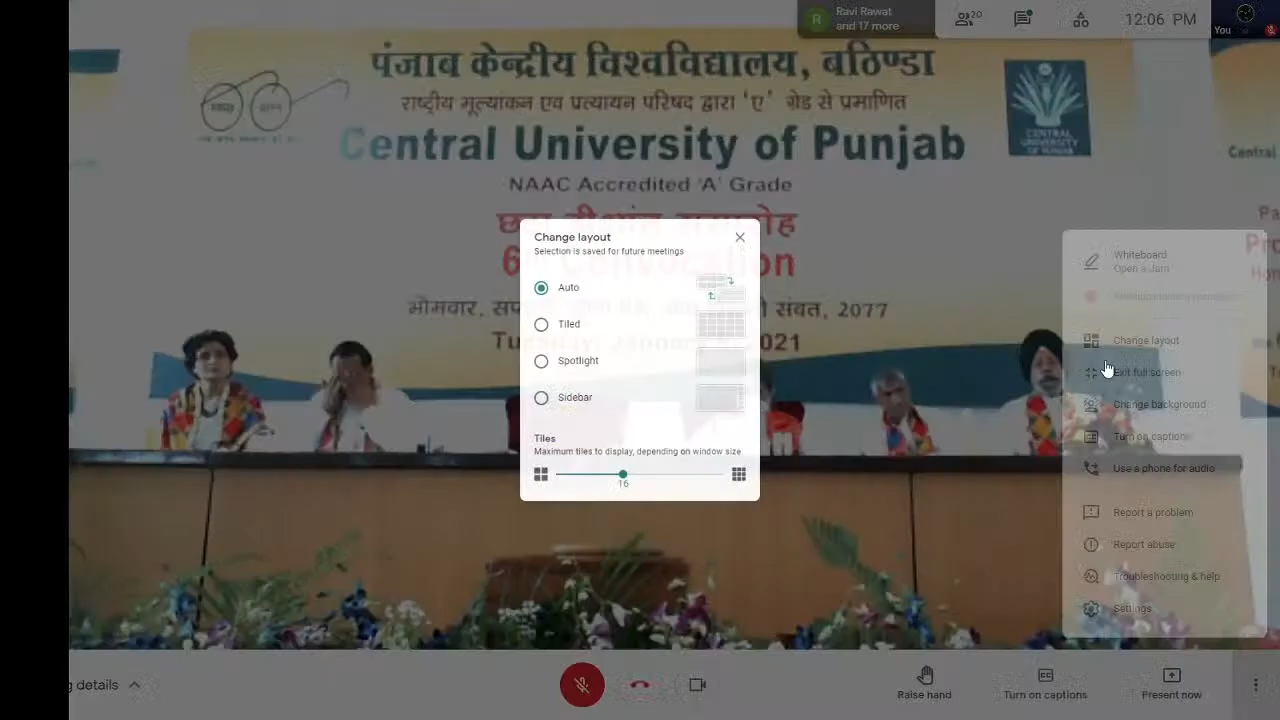 Ravi Rawat
and 17 more
20
12:06 PM
You
R
पंजाब केन्द्रीय विश्वविद्यालय, बठिण्डा
राष्ट्रीय मूल्यांकन एवं प्रत्यायन परिषद द्वारा ‘ए’ ग्रेड से प्रमाणित
Central University of Punjab
CENTRAL
UNIVERSITY
OF PUNJAB
Central
NAAC Accredited 'A' Grade
Change layout
Selection is saved for future meetings
Auto
Tiled
Spotlight
Sidebar
Tiles
Maximum tiles to display, depending on window size
16
संवत, 2077
2021
Whiteboard
Open a Jam
Change layout
Exit full screen
Change background
Turn on captions
Use a phone for audio
Report a problem
Report abuse
Troubleshooting & help
Settings
g details
Raise hand
Turn on captions
Present now